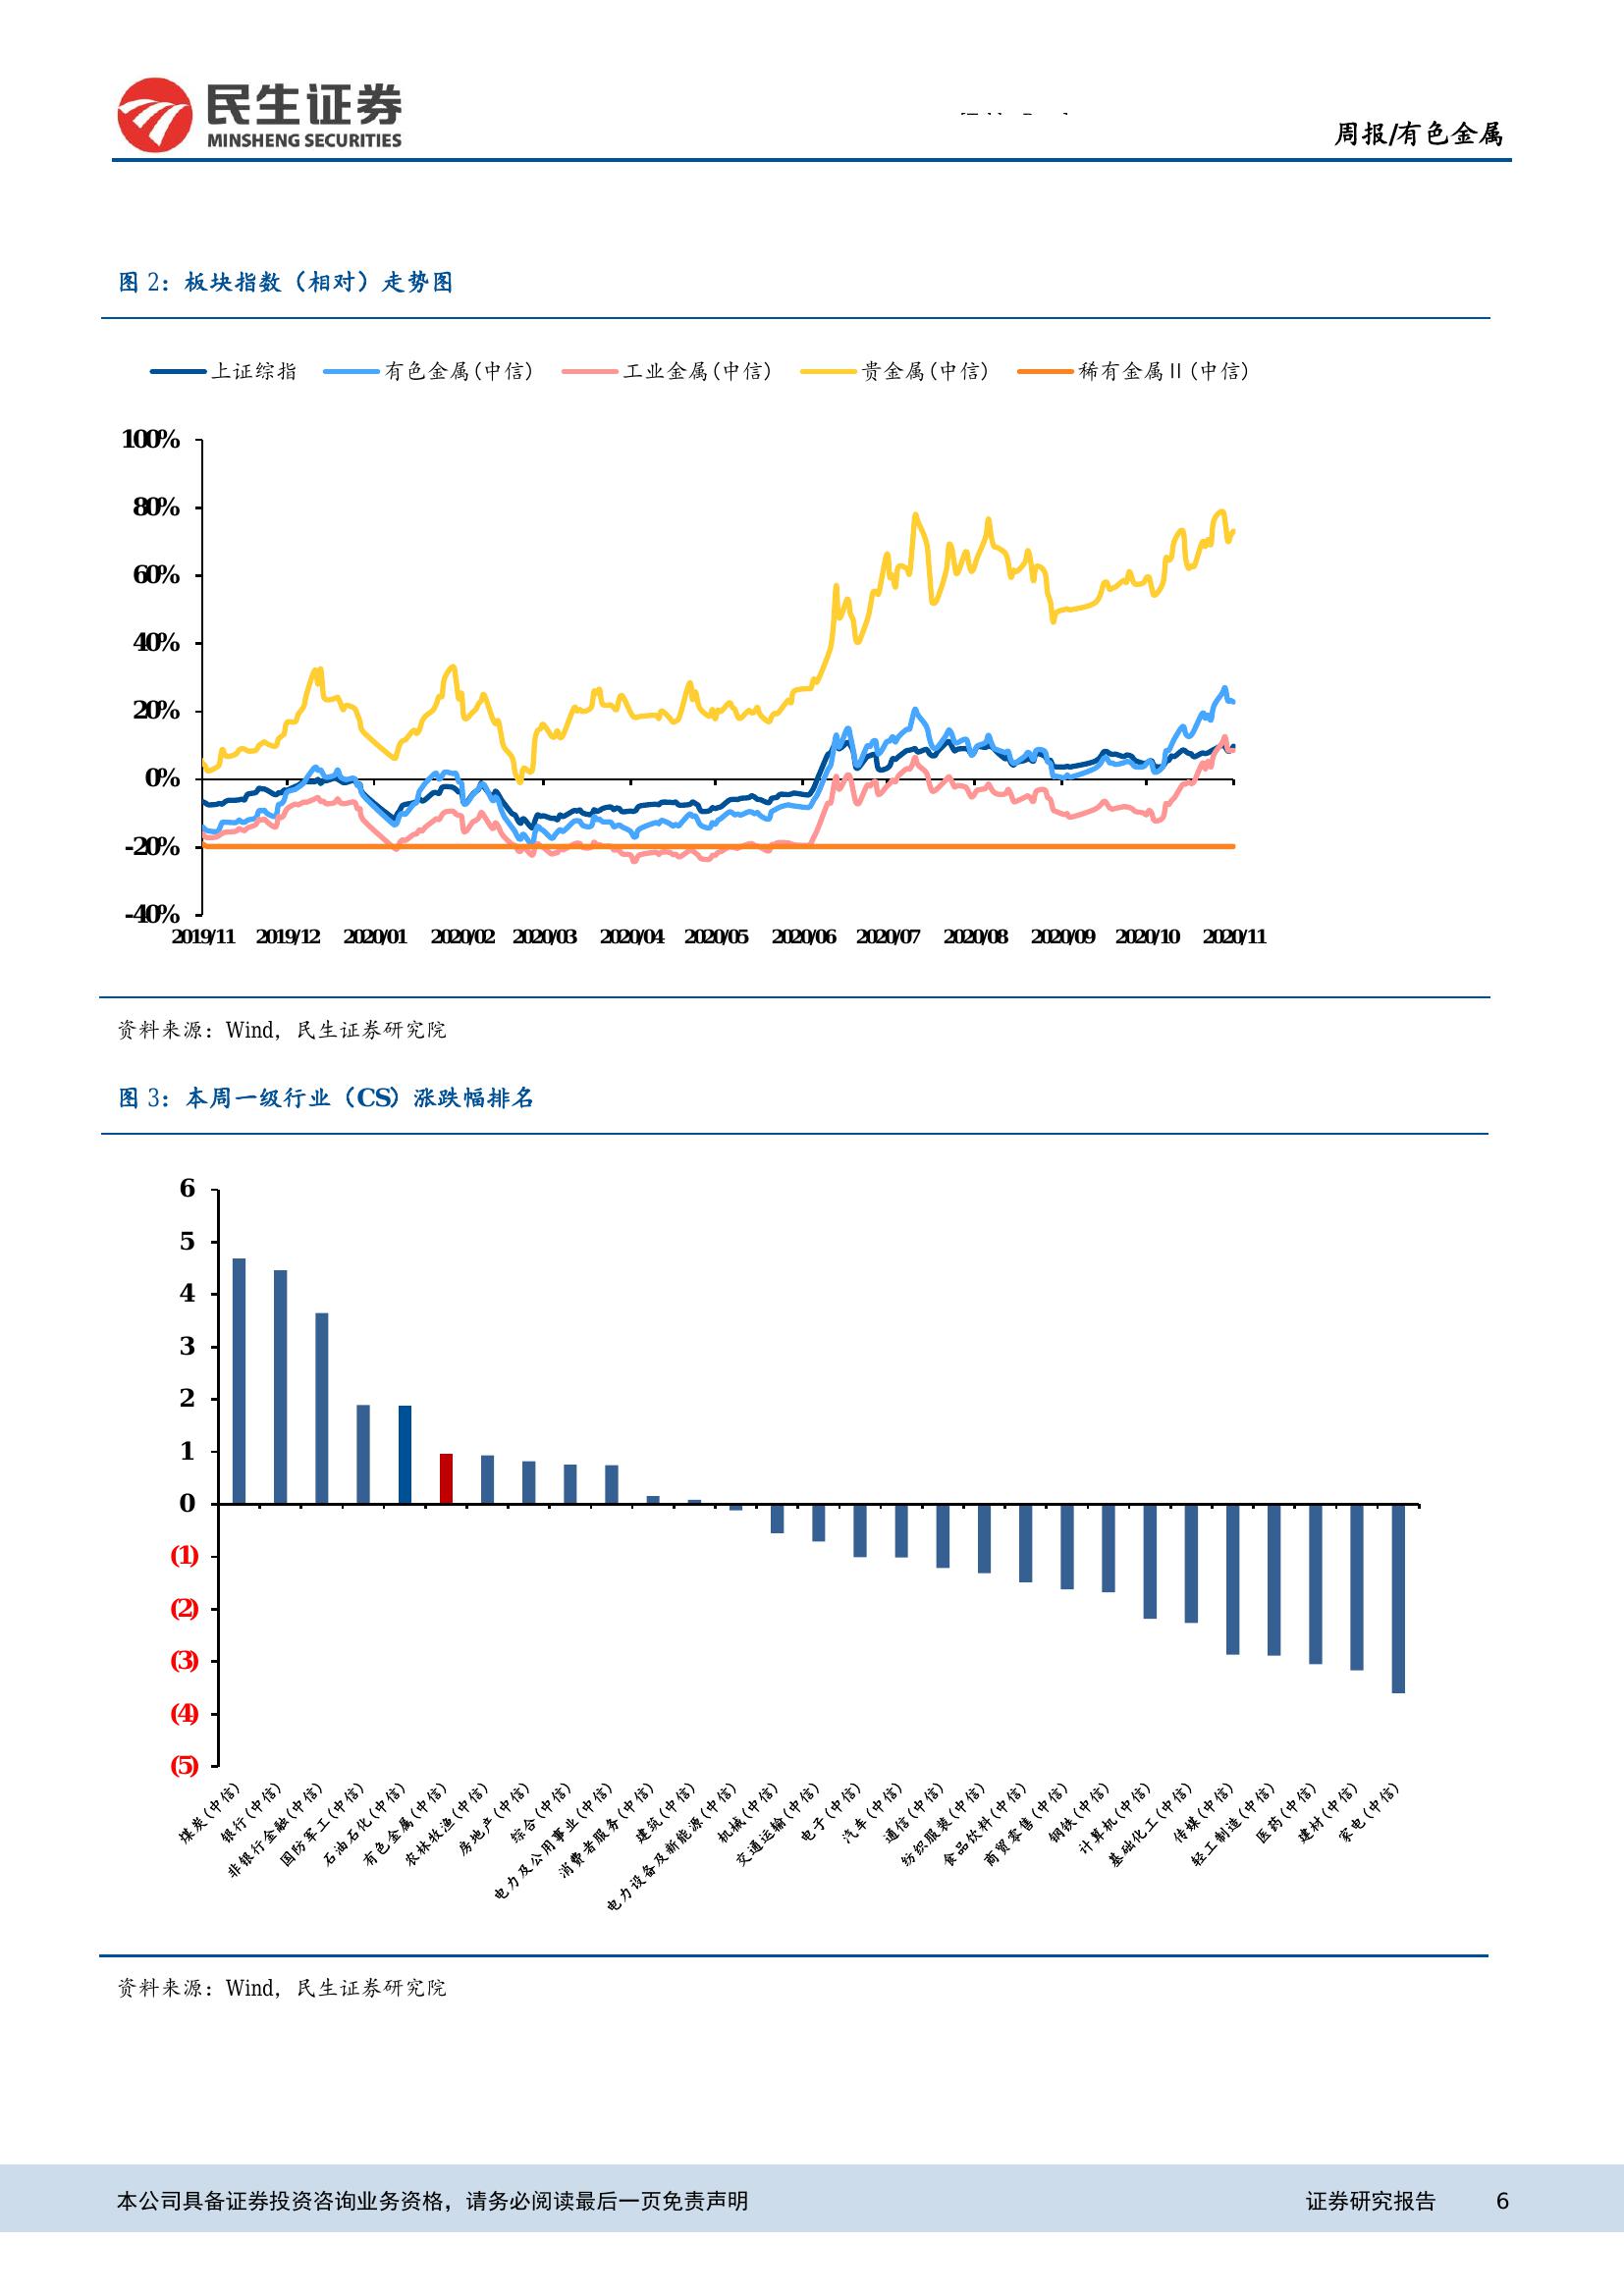 民生证券
MINSHENG SECURITIES
周报/有色金属
图 2：板块指数（相对）走势图
上证综指 有色金属(中信) 工业金属(中信) 贵金属(中信) 稀有金属Ⅱ(中信)
100%
80%
60%
40%
20%
0%
-20%
-40%
2019/11 2019/12 2020/01 2020/02 2020/03 2020/04 2020/05 2020/06 2020/07 2020/08 2020/09 2020/10 2020/11
资料来源：Wind，民生证券研究院
图 3：本周一级行业（CS）涨跌幅排名
6
5
4
3
2
1
0
(1)
(2)
(3)
(4)
(5)
煤炭(中信)
银行(中信)
非银行金融(中信)
国防军工(中信)
石油石化(中信)
有色金属(中信)
农林牧渔(中信)
房地产(中信)
综合(中信)
电力及公用事业(中信)
消费者服务(中信)
建筑(中信)
电力设备及新能源(中信)
机械(中信)
交通运输(中信)
电子(中信)
汽车(中信)
通信(中信)
纺织服装(中信)
食品饮料(中信)
商贸零售(中信)
钢铁(中信)
计算机(中信)
基础化工(中信)
传媒(中信)
轻工制造(中信)
医药(中信)
建材(中信)
家电(中信)
资料来源：Wind，民生证券研究院
本公司具备证券投资咨询业务资格，请务必阅读最后一页免责声明 证券研究报告 6